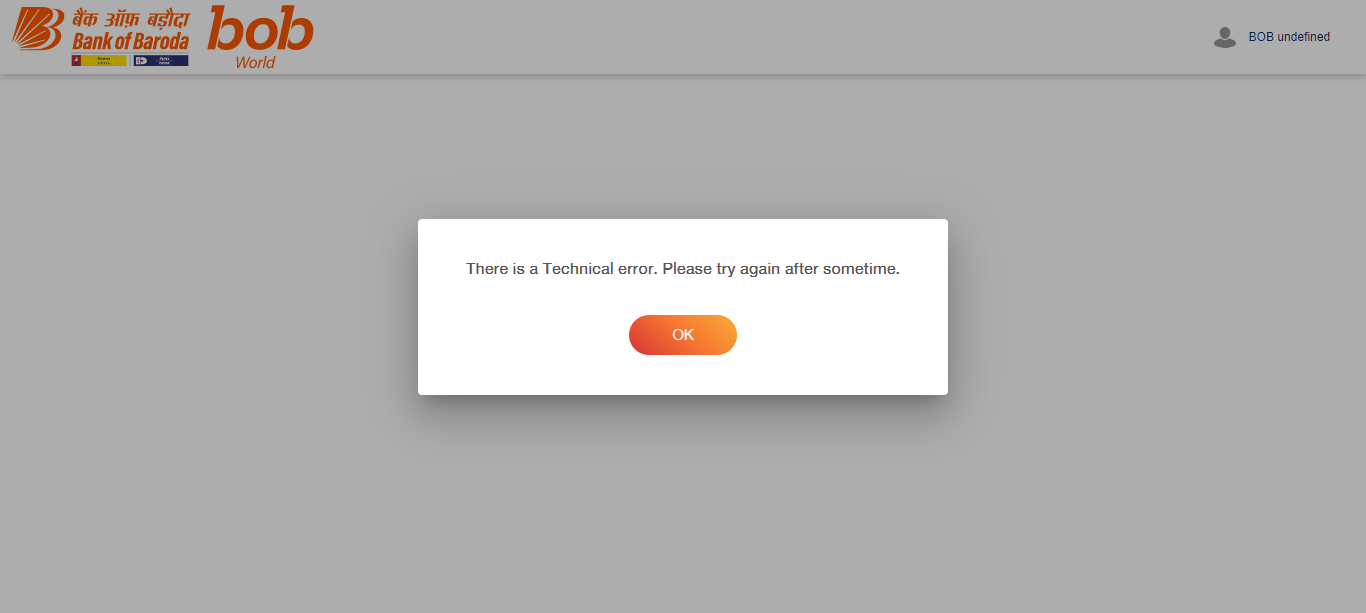 बैंक ऑफ़ बड़ौदा
Bank of Baroda
bob
World
BOB undefined
There is a Technical error. Please try again after sometime.
OK